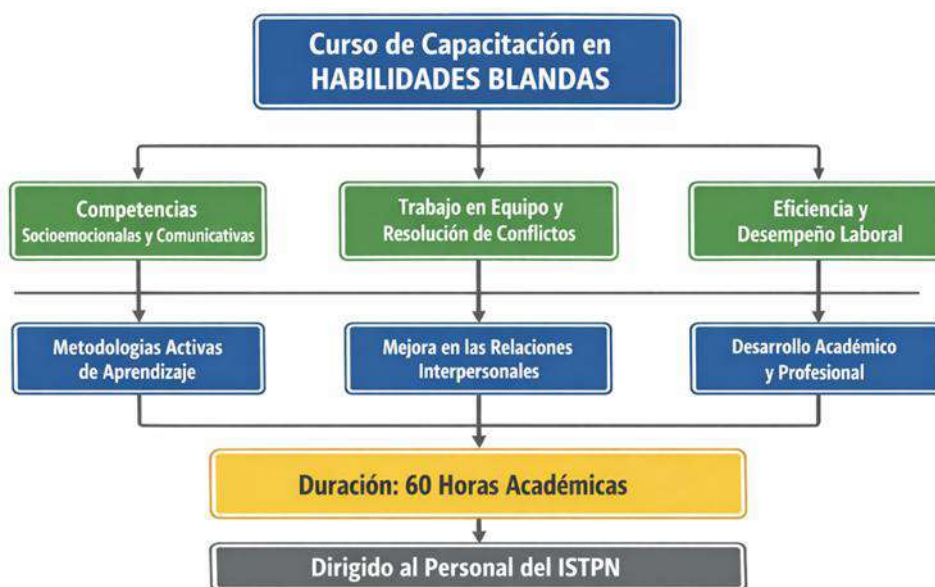 Curso de Capacitación en
HABILIDADES BLANDAS
Competencias
Socioemocionalas y Comunicativas
Trabajo en Equipo y
Resolución de Conflictos
Eficiencia y
Desempeño Laboral
Metodologias Activas
de Aprendizaje
Mejora en las Relaciones
Interpersonales
Desarrollo Académico
y Profesional
Duración: 60 Horas Académicas
Dirigido al Personal del ISTPN